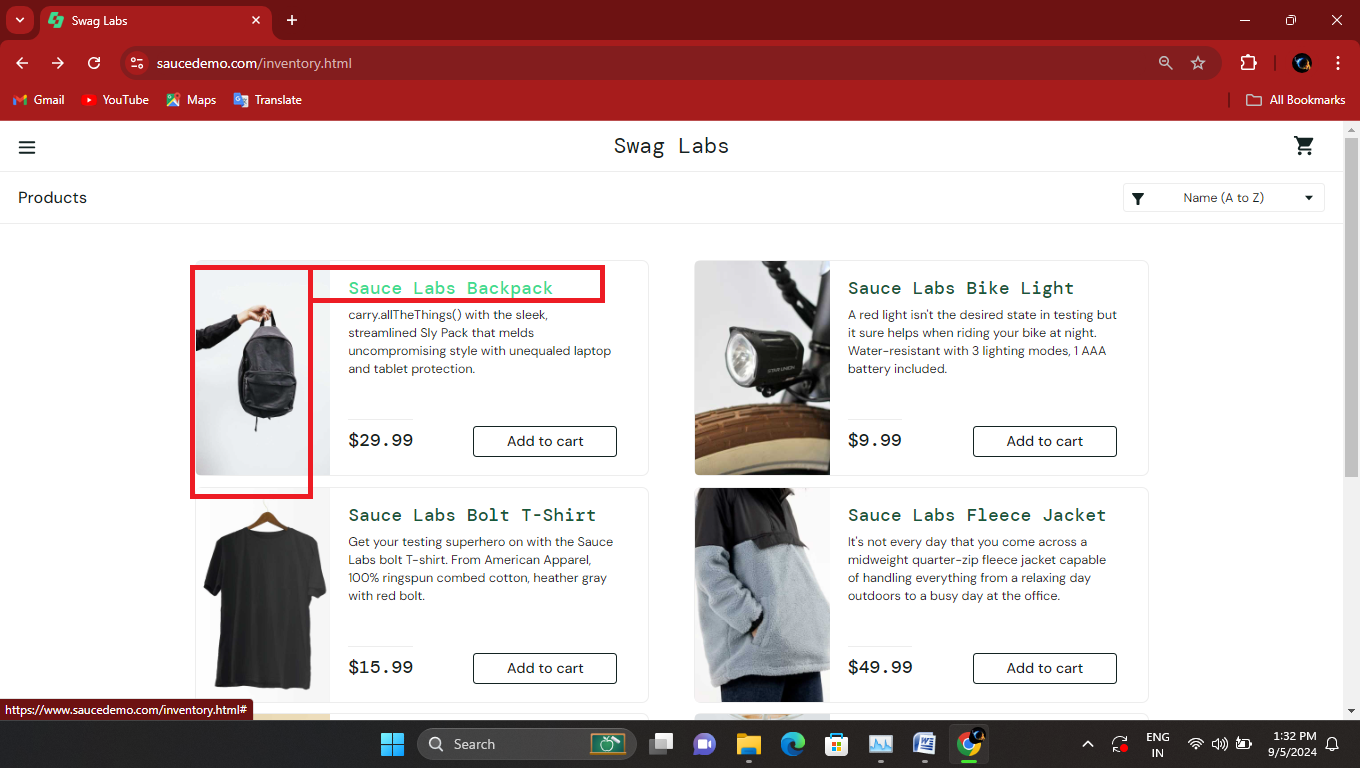 Swag Labs
saucedemo.com/inventory.html
Gmail YouTube Maps Translate All Bookmarks
Swag Labs
Products
Name (A to Z)
Sauce Labs Backpack
carry.allTheThings() with the sleek,
streamlined Sly Pack that melds
uncompromising style with unequaled laptop
and tablet protection.
$29.99
Add to cart
Sauce Labs Bike Light
A red light isn't the desired state in testing but
it sure helps when riding your bike at night.
Water-resistant with 3 lighting modes, 1 AAA
battery included.
$9.99
Add to cart
Sauce Labs Bolt T-Shirt
Get your testing superhero on with the Sauce
Labs bolt T-shirt. From American Apparel,
100% ringspun combed cotton, heather gray
with red bolt.
$15.99
Add to cart
Sauce Labs Fleece Jacket
It's not every day that you come across a
midweight quarter-zip fleece jacket capable
of handling everything from a relaxing day
outdoors to a busy day at the office.
$49.99
Add to cart
https://www.saucedemo.com/inventory.html#
Search
ENG
IN
1:32 PM
9/5/2024